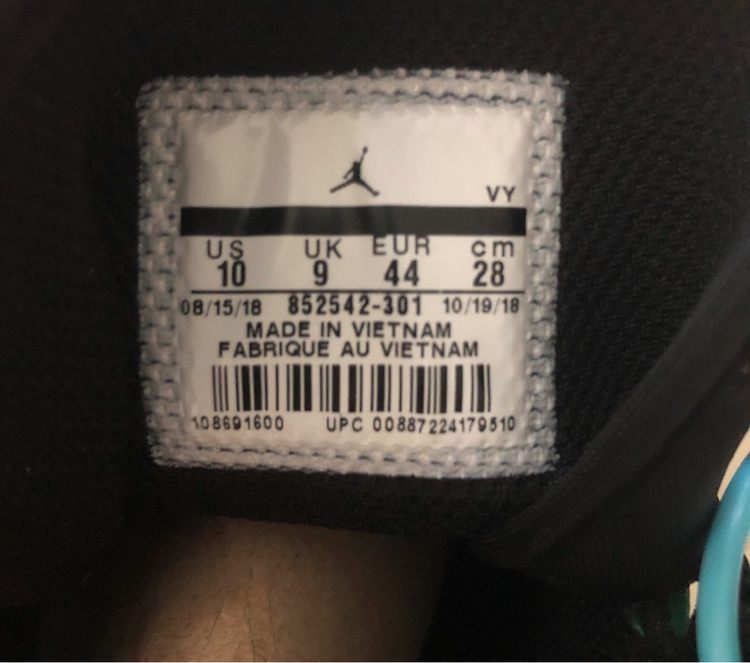 VY
US UK EUR cm
10 9 44 28
08/15/18 852542-301 10/19/18
MADE IN VIETNAM
FABRIQUE AU VIETNAM
108691600 UPC 00887224179510